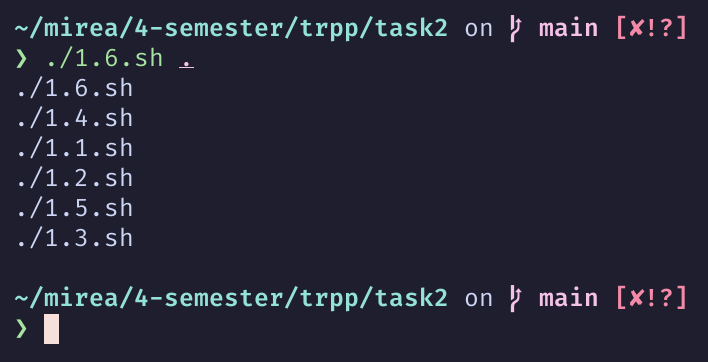 ~/mirea/4-semester/trpp/task2 on  main [✘!?]
❯ ./1.6.sh .
./1.6.sh
./1.4.sh
./1.1.sh
./1.2.sh
./1.5.sh
./1.3.sh
~/mirea/4-semester/trpp/task2 on  main [✘!?]
❯